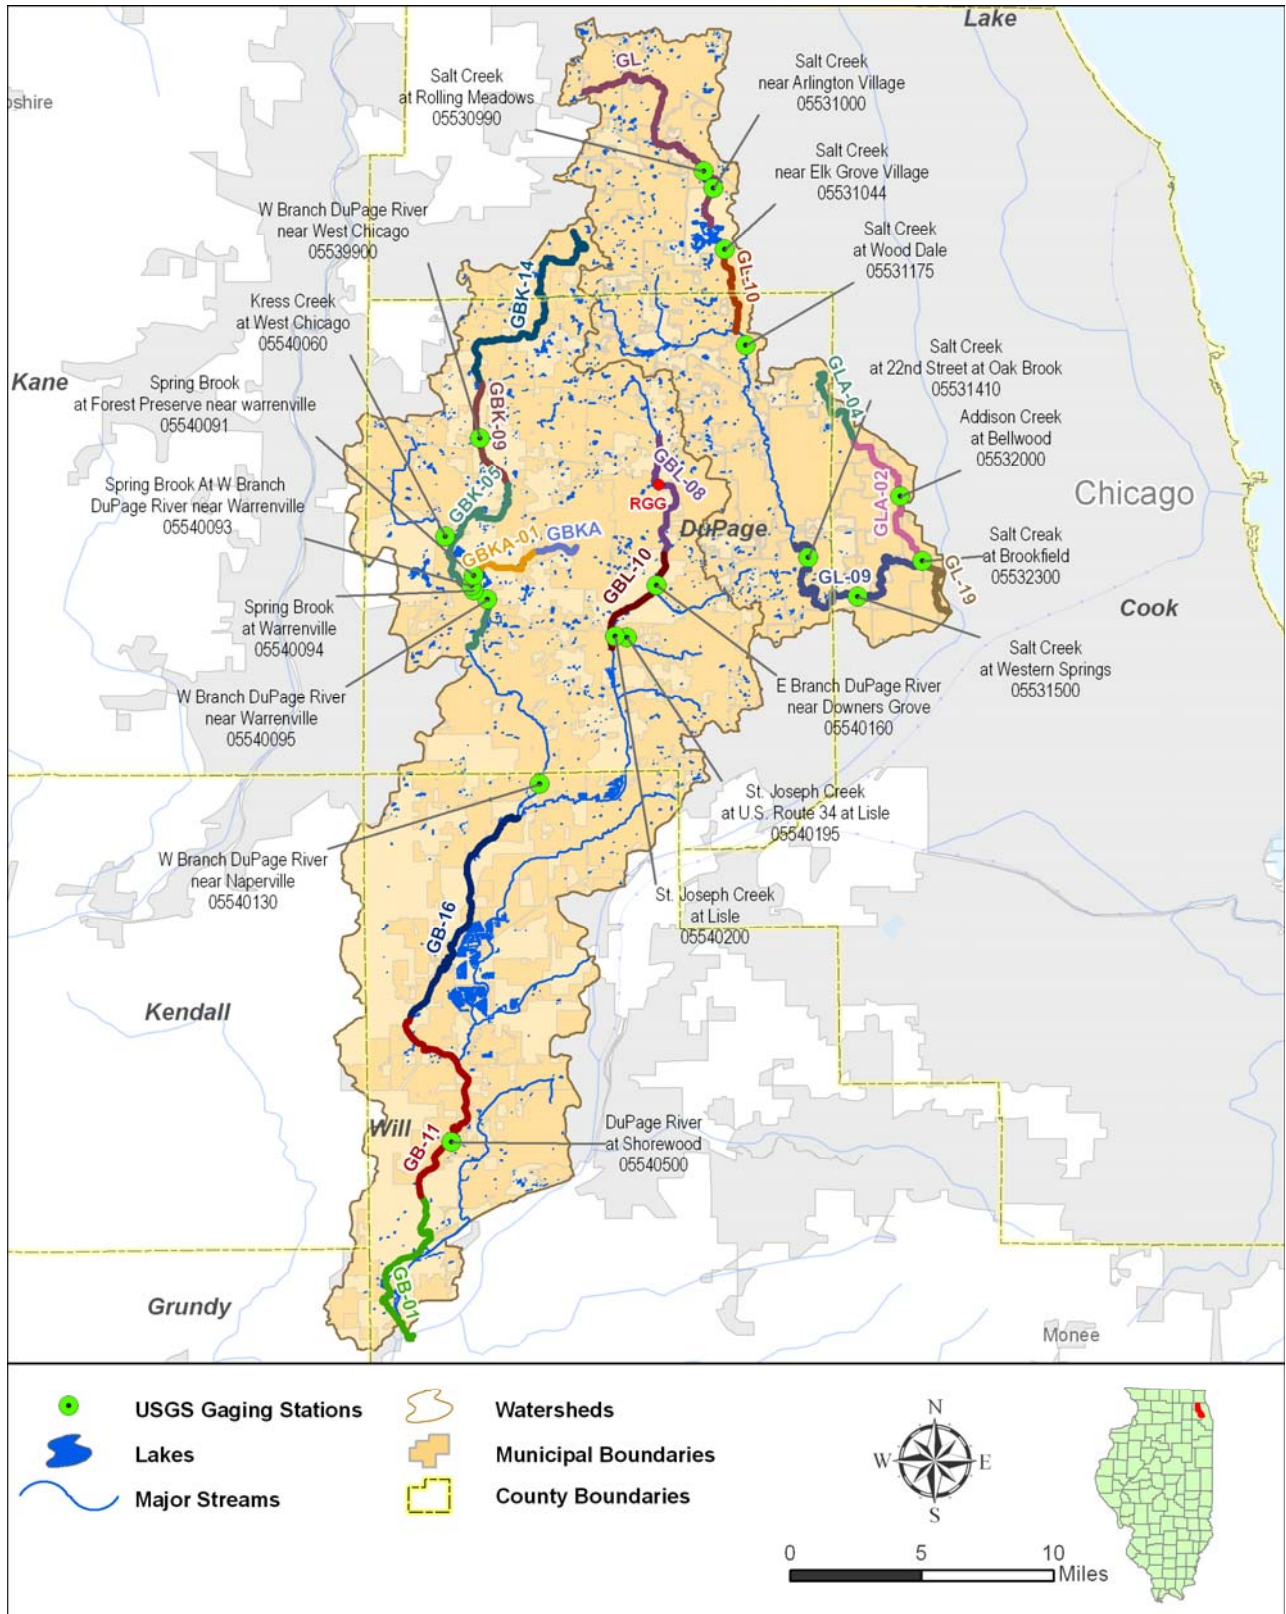 Lake
Salt Creek
near Arlington Village
05531000
Salt Creek
at Rolling Meadows
05530990
GL
Salt Creek
near Elk Grove Village
05531044
W Branch DuPage River
near West Chicago
05539900
Salt Creek
at Wood Dale
05531175
GL-10
GBK-14
Kress Creek
at West Chicago
05540060
Salt Creek
at 22nd Street at Oak Brook
05531410
Kane
Spring Brook
at Forest Preserve near warrenville
05540091
GLA-04
GBK-09
Addison Creek
at Bellwood
05532000
GBL-08
RGG
Spring Brook At W Branch
DuPage River near Warrenville
05540093
GBK-05
GLA-02
Chicago
DuPage
GBKA-01
GBKA
Salt Creak
at Brookfield
05532300
GBL-10
GL-09
GL-19
Cook
Spring Brook
at Warrenville
05540094
Salt Creek
at Western Springs
05531500
W Branch DuPage River
near Warrenville
05540095
E Branch DuPage River
near Downers Grove
05540160
St. Joseph Creek
at U.S. Route 34 at Lisle
05540195
W Branch DuPage River
near Naperville
05540130
St. Joseph Creek
at Lisle
05540200
GB-16
Kendall
Will
GB-11
DuPage River
at Shorewood
05540500
GB-01
Grundy
Monee
USGS Gaging Stations
Lakes
Major Streams
Watersheds
Municipal Boundaries
County Boundaries
N
W
E
S
0
5
10
Miles